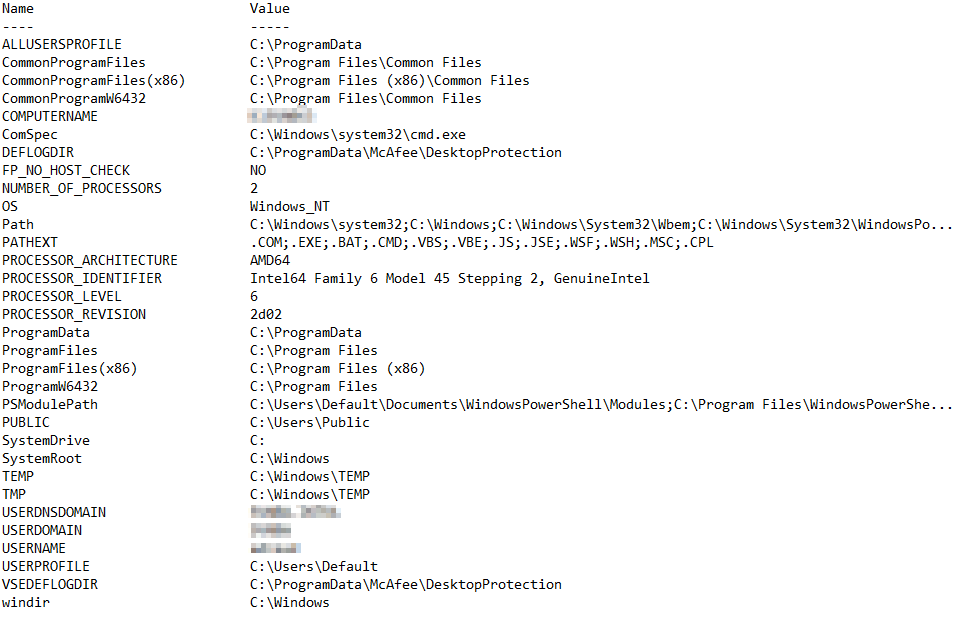 Name Value
---- -----
ALLUSERSPROFILE C:\ProgramData
CommonProgramFiles C:\Program Files\Common Files
CommonProgramFiles(x86) C:\Program Files (x86)\Common Files
CommonProgramW6432 C:\Program Files\Common Files
COMPUTERNAME
ComSpec C:\Windows\system32\cmd.exe
DEFLOGDIR C:\ProgramData\McAfee\DesktopProtection
FP_NO_HOST_CHECK NO
NUMBER_OF_PROCESSORS 2
OS Windows_NT
Path C:\Windows\system32;C:\Windows;C:\Windows\System32\Wbem;C:\Windows\System32\WindowsPo...
PATHEXT .COM;.EXE;.BAT;.CMD;.VBS;.VBE;.JS;.JSE;.WSF;.WSH;.MSC;.CPL
PROCESSOR_ARCHITECTURE AMD64
PROCESSOR_IDENTIFIER Intel64 Family 6 Model 45 Stepping 2, GenuineIntel
PROCESSOR_LEVEL 6
PROCESSOR_REVISION 2d02
ProgramData C:\ProgramData
ProgramFiles C:\Program Files
ProgramFiles(x86) C:\Program Files (x86)
ProgramW6432 C:\Program Files
PSModulePath C:\Users\Default\Documents\WindowsPowerShell\Modules;C:\Program Files\WindowsPowerShe...
PUBLIC C:\Users\Public
SystemDrive C:
SystemRoot C:\Windows
TEMP C:\Windows\TEMP
TMP C:\Windows\TEMP
USERDNSDOMAIN
USERDOMAIN
USERNAME
USERPROFILE C:\Users\Default
VSEDEFLOGDIR C:\ProgramData\McAfee\DesktopProtection
windir C:\Windows